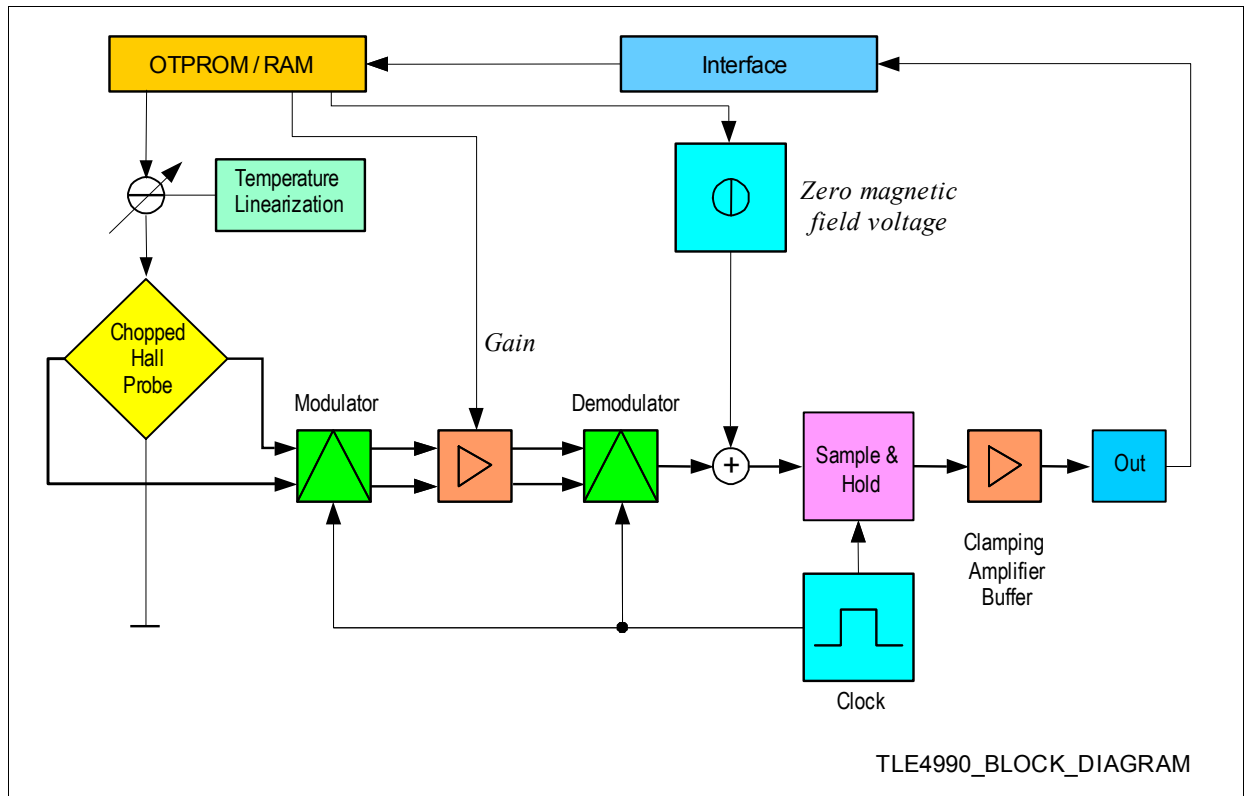 OTPROM / RAM
Interface
Temperature
Linearization
Zero magnetic
field voltage
Chopped
Hall
Probe
Gain
Modulator
Demodulator
+
Sample &
Hold
Out
Clamping
Amplifier
Buffer
Clock
TLE4990_BLOCK_DIAGRAM